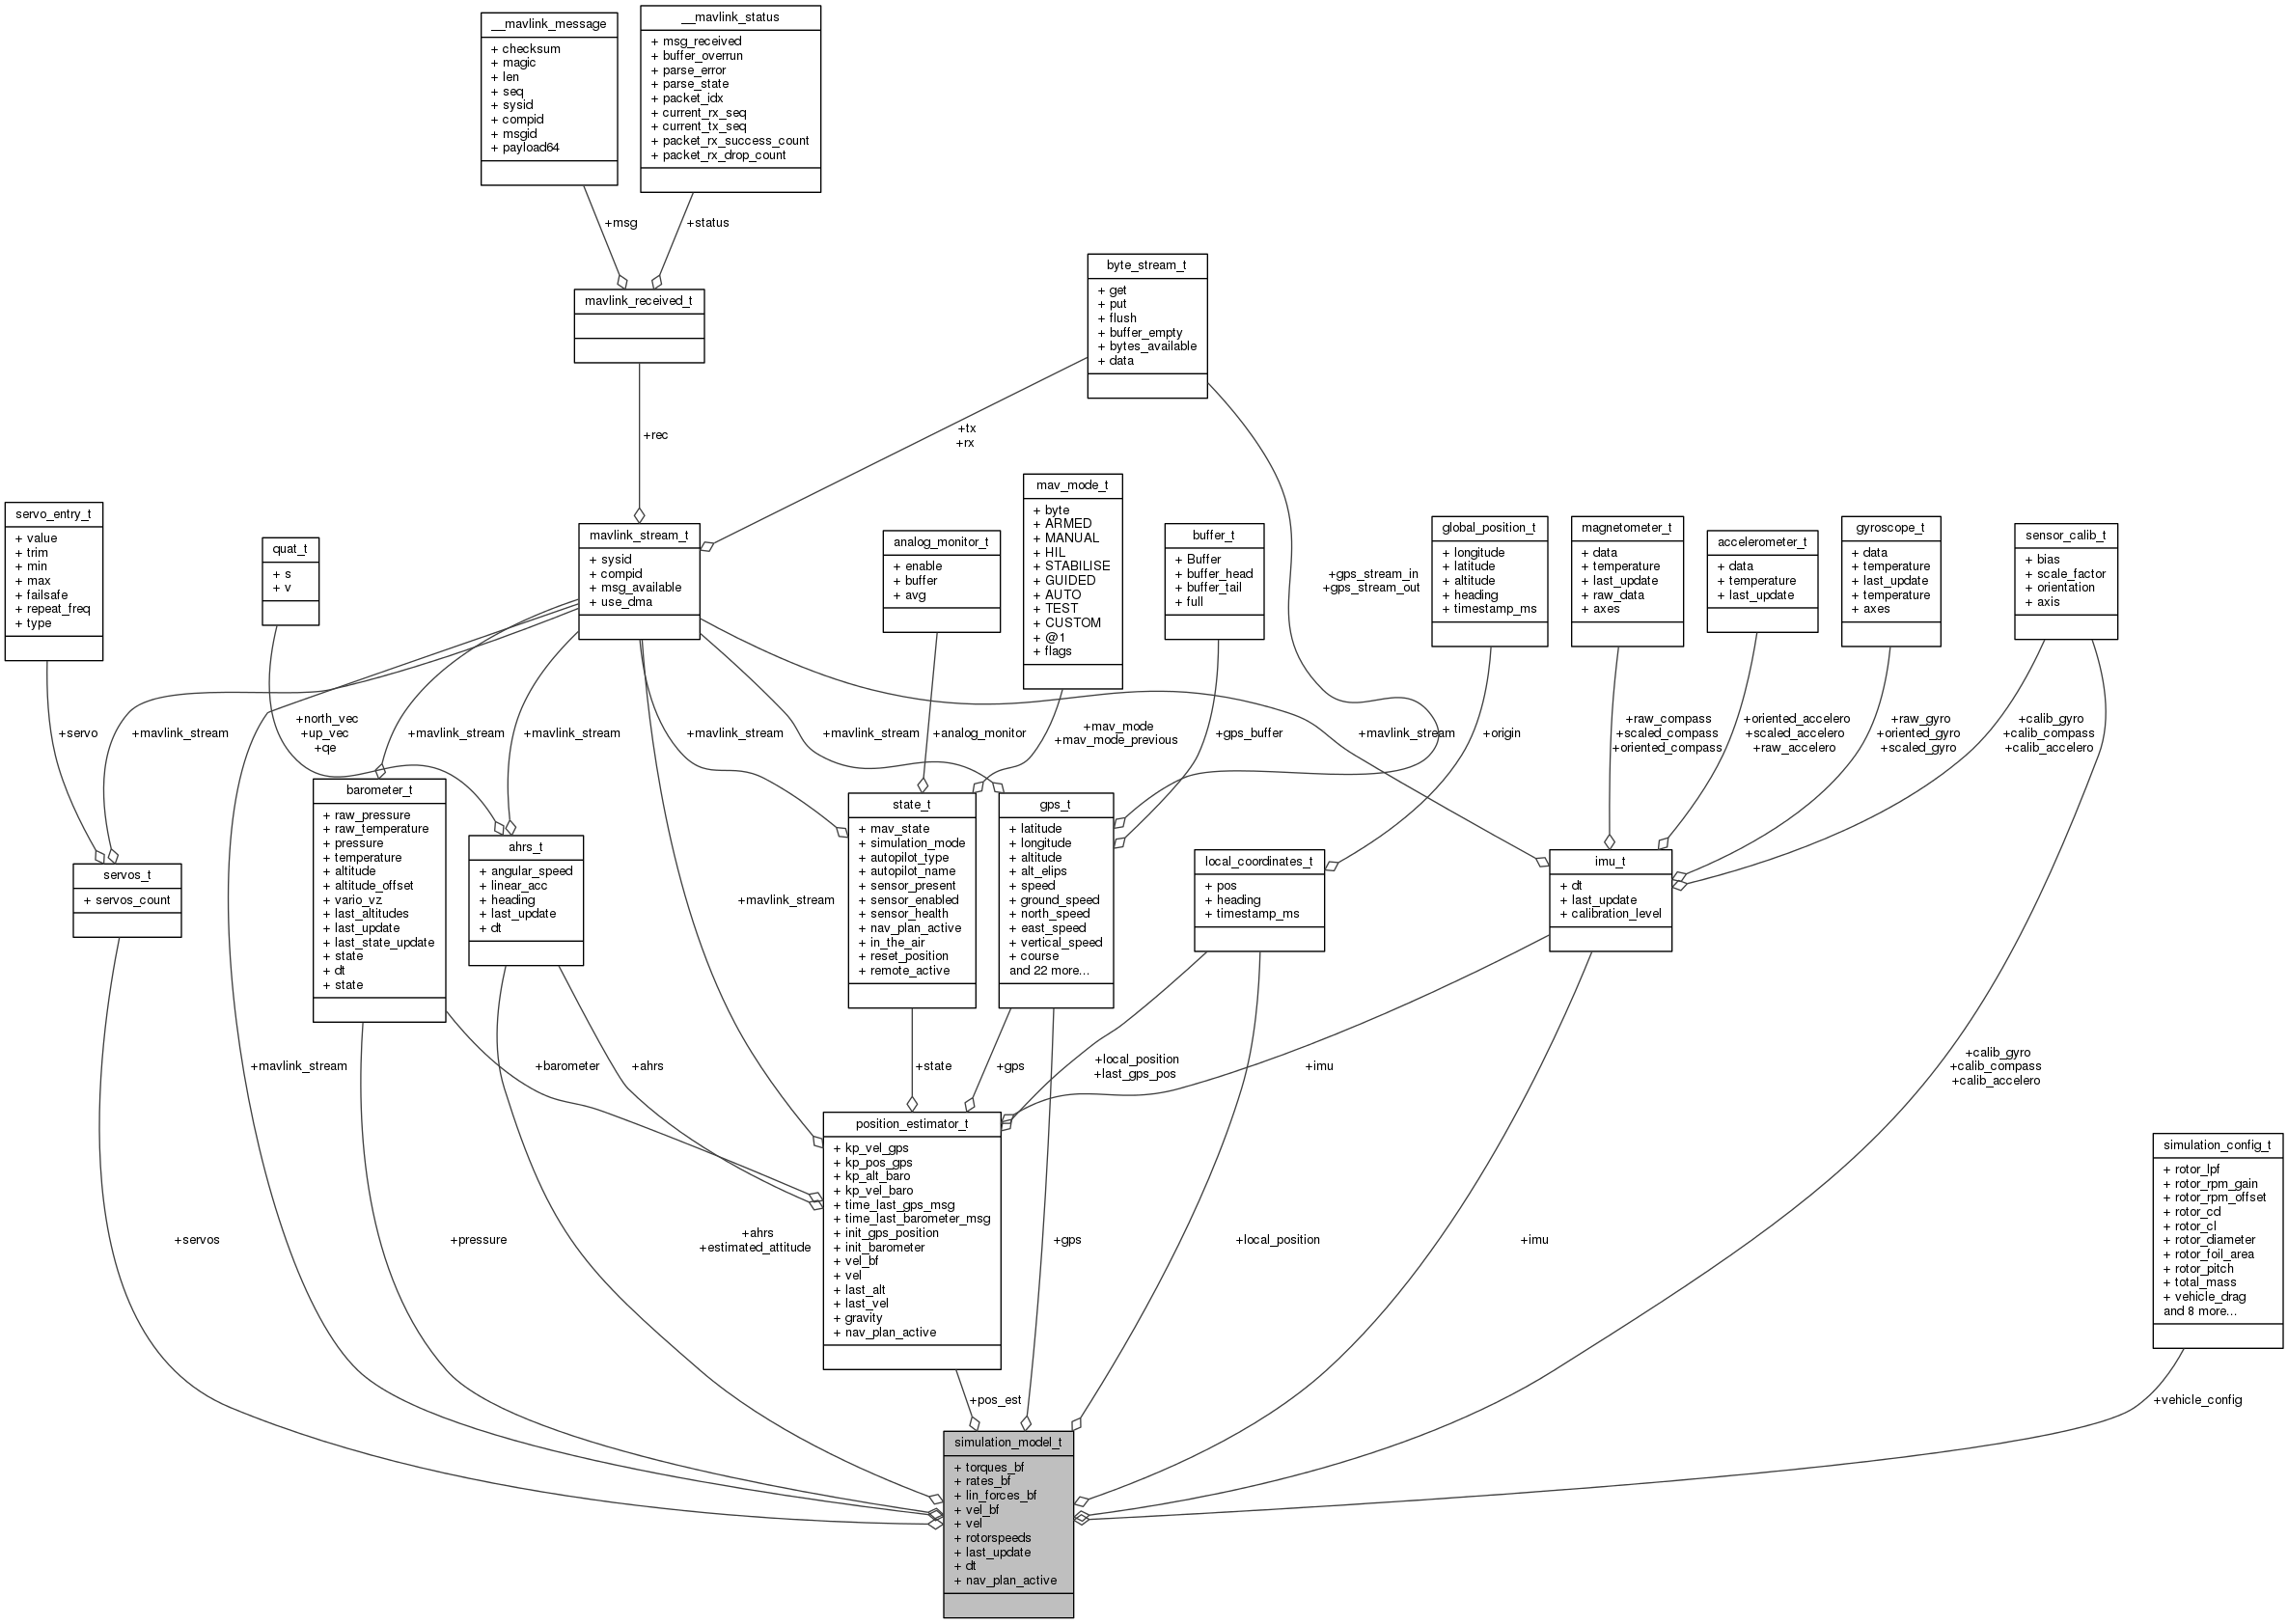 __mavlink_message
+ checksum
+ magic
+ len
+ seq
+ sysid
+ compid
+ msgid
+ payload64
__mavlink_status
+ msg_received
+ buffer_overrun
+ parse_error
+ parse_state
+ packet_idx
+ current_rx_seq
+ current_tx_seq
+ packet_rx_success_count
+ packet_rx_drop_count
+msg
+status
mavlink_received_t
byte_stream_t
+ get
+ put
+ flush
+ buffer_empty
+ bytes_available
+ data
+rec
+tx
+rx
servo_entry_t
+ value
+ trim
+ min
+ max
+ failsafe
+ repeat_freq
+ type
quat_t
+ s
+ v
mavlink_stream_t
+ sysid
+ compid
+ msg_available
+ use_dma
analog_monitor_t
+ enable
+ buffer
+ avg
mav_mode_t
+ byte
+ ARMED
+ MANUAL
+ HIL
+ STABILISE
+ GUIDED
+ AUTO
+ TEST
+ CUSTOM
+ @1
+ flags
buffer_t
+ Buffer
+ buffer_head
+ buffer_tail
+ full
+gps_stream_in
+gps_stream_out
global_position_t
+ longitude
+ latitude
+ altitude
+ heading
+ timestamp_ms
magnetometer_t
+ data
+ temperature
+ last_update
+ raw_data
+ axes
accelerometer_t
+ data
+ temperature
+ last_update
gyroscope_t
+ data
+ temperature
+ last_update
+ temperature
+ axes
sensor_calib_t
+ bias
+ scale_factor
+ orientation
+ axis
+servo
+mavlink_stream
+north_vec
+up_vec
+qe
+mavlink_stream
+mavlink_stream
+mavlink_stream
+mavlink_stream
+analog_monitor
+mav_mode
+mav_mode_previous
+gps_buffer
+mavlink_stream
+origin
+raw_compass
+scaled_compass
+oriented_compass
+oriented_accelero
+scaled_accelero
+raw_accelero
+raw_gyro
+oriented_gyro
+scaled_gyro
+calib_gyro
+calib_compass
+calib_accelero
servos_t
+ servos_count
barometer_t
+ raw_pressure
+ raw_temperature
+ pressure
+ temperature
+ altitude
+ altitude_offset
+ vario_vz
+ last_altitudes
+ last_update
+ last_state_update
+ state
+ dt
+ state
ahrs_t
+ angular_speed
+ linear_acc
+ heading
+ last_update
+ dt
+mavlink_stream
state_t
+ mav_state
+ simulation_mode
+ autopilot_type
+ autopilot_name
+ sensor_present
+ sensor_enabled
+ sensor_health
+ nav_plan_active
+ in_the_air
+ reset_position
+ remote_active
gps_t
+ latitude
+ longitude
+ altitude
+ alt_elips
+ speed
+ ground_speed
+ north_speed
+ east_speed
+ vertical_speed
+ course
and 22 more...
local_coordinates_t
+ pos
+ heading
+ timestamp_ms
imu_t
+ dt
+ last_update
+ calibration_level
+mavlink_stream
+barometer
+ahrs
+state
+gps
+local_position
+last_gps_pos
+imu
+calib_gyro
+calib_compass
+calib_accelero
position_estimator_t
+ kp_vel_gps
+ kp_pos_gps
+ kp_alt_baro
+ kp_vel_baro
+ time_last_gps_msg
+ time_last_barometer_msg
+ init_gps_position
+ init_barometer
+ vel_bf
+ vel
+ last_alt
+ last_vel
+ gravity
+ nav_plan_active
simulation_config_t
+ rotor_lpf
+ rotor_rpm_gain
+ rotor_rpm_offset
+ rotor_cd
+ rotor_cl
+ rotor_diameter
+ rotor_foil_area
+ rotor_pitch
+ total_mass
+ vehicle_drag
and 8 more...
+servos
+pressure
+ahrs
+estimated_attitude
+gps
+local_position
+imu
+pos_est
+vehicle_config
simulation_model_t
+ torques_bf
+ rates_bf
+ lin_forces_bf
+ vel_bf
+ vel
+ rotorspeeds
+ last_update
+ dt
+ nav_plan_active